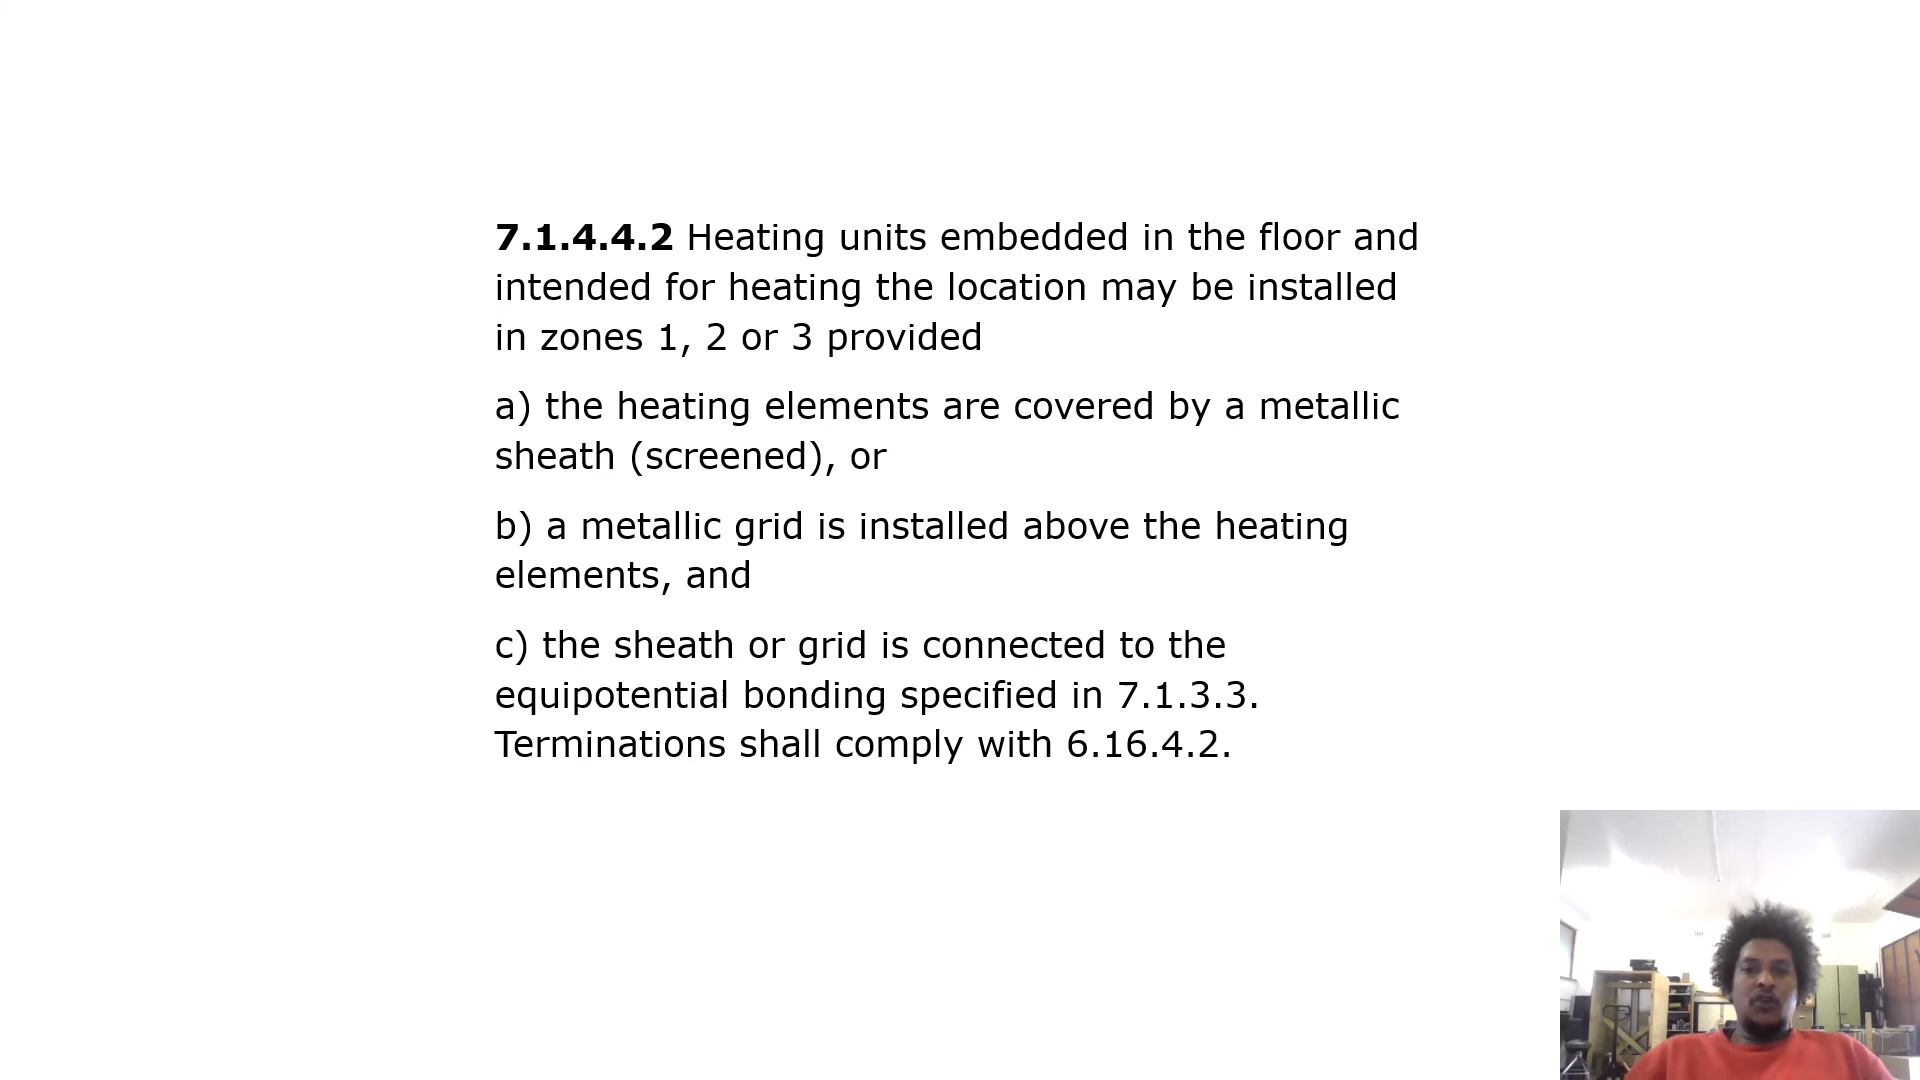 7.1.4.4.2 Heating units embedded in the floor and
intended for heating the location may be installed
in zones 1, 2 or 3 provided
a) the heating elements are covered by a metallic
sheath (screened), or
b) a metallic grid is installed above the heating
elements, and
c) the sheath or grid is connected to the
equipotential bonding specified in 7.1.3.3.
Terminations shall comply with 6.16.4.2.